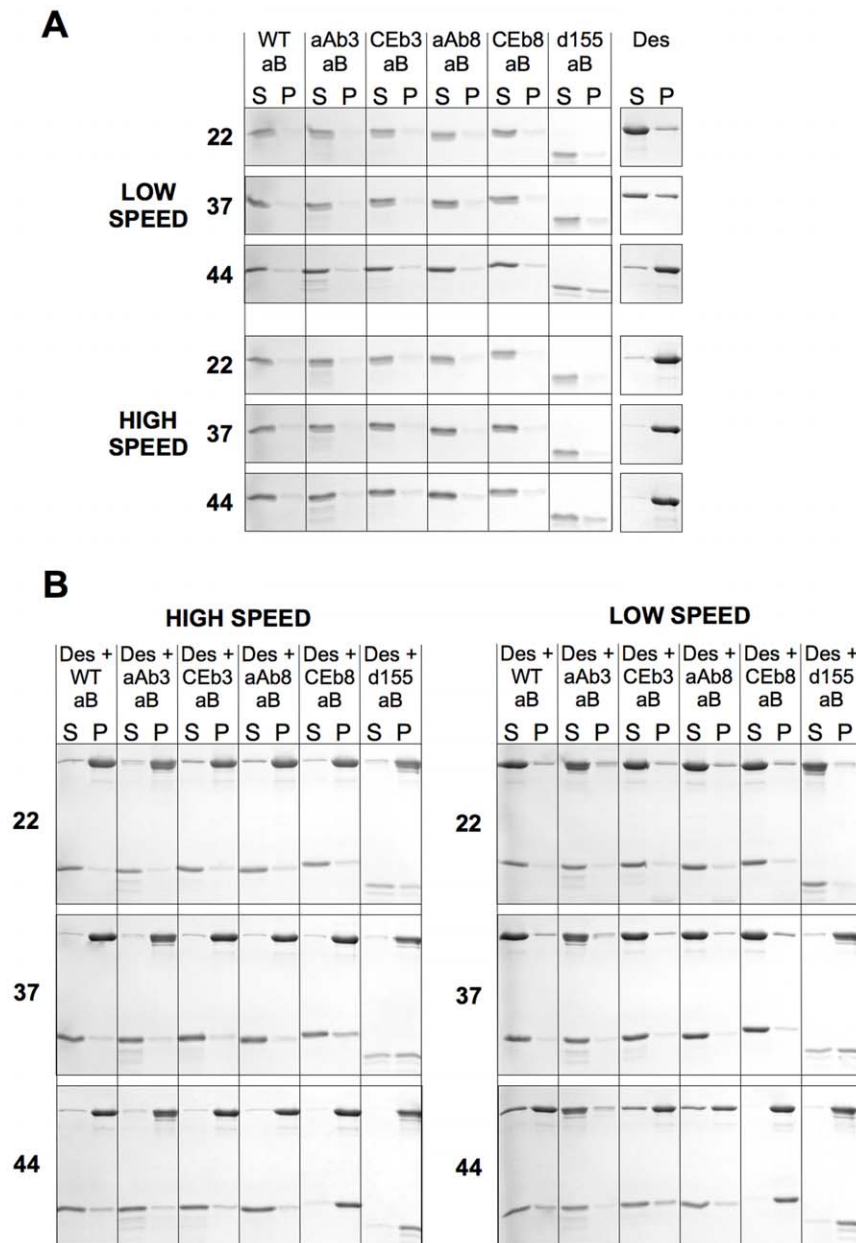 A
WT aAb3 CEb3 aAb8 CEb8 d155 Des
aB aB aB aB aB aB
S P S P S P S P S P S P S P
22
LOW
SPEED
37
44
22
HIGH
SPEED
37
44
B
HIGH SPEED
Des + Des + Des + Des + Des + Des +
WT aAb3 CEb3 aAb8 CEb8 d155
aB aB aB aB aB aB
S P S P S P S P S P S P
22
37
44
LOW SPEED
Des + Des + Des + Des + Des + Des +
WT aAb3 CEb3 aAb8 CEb8 d155
aB aB aB aB aB aB
S P S P S P S P S P S P
22
37
44